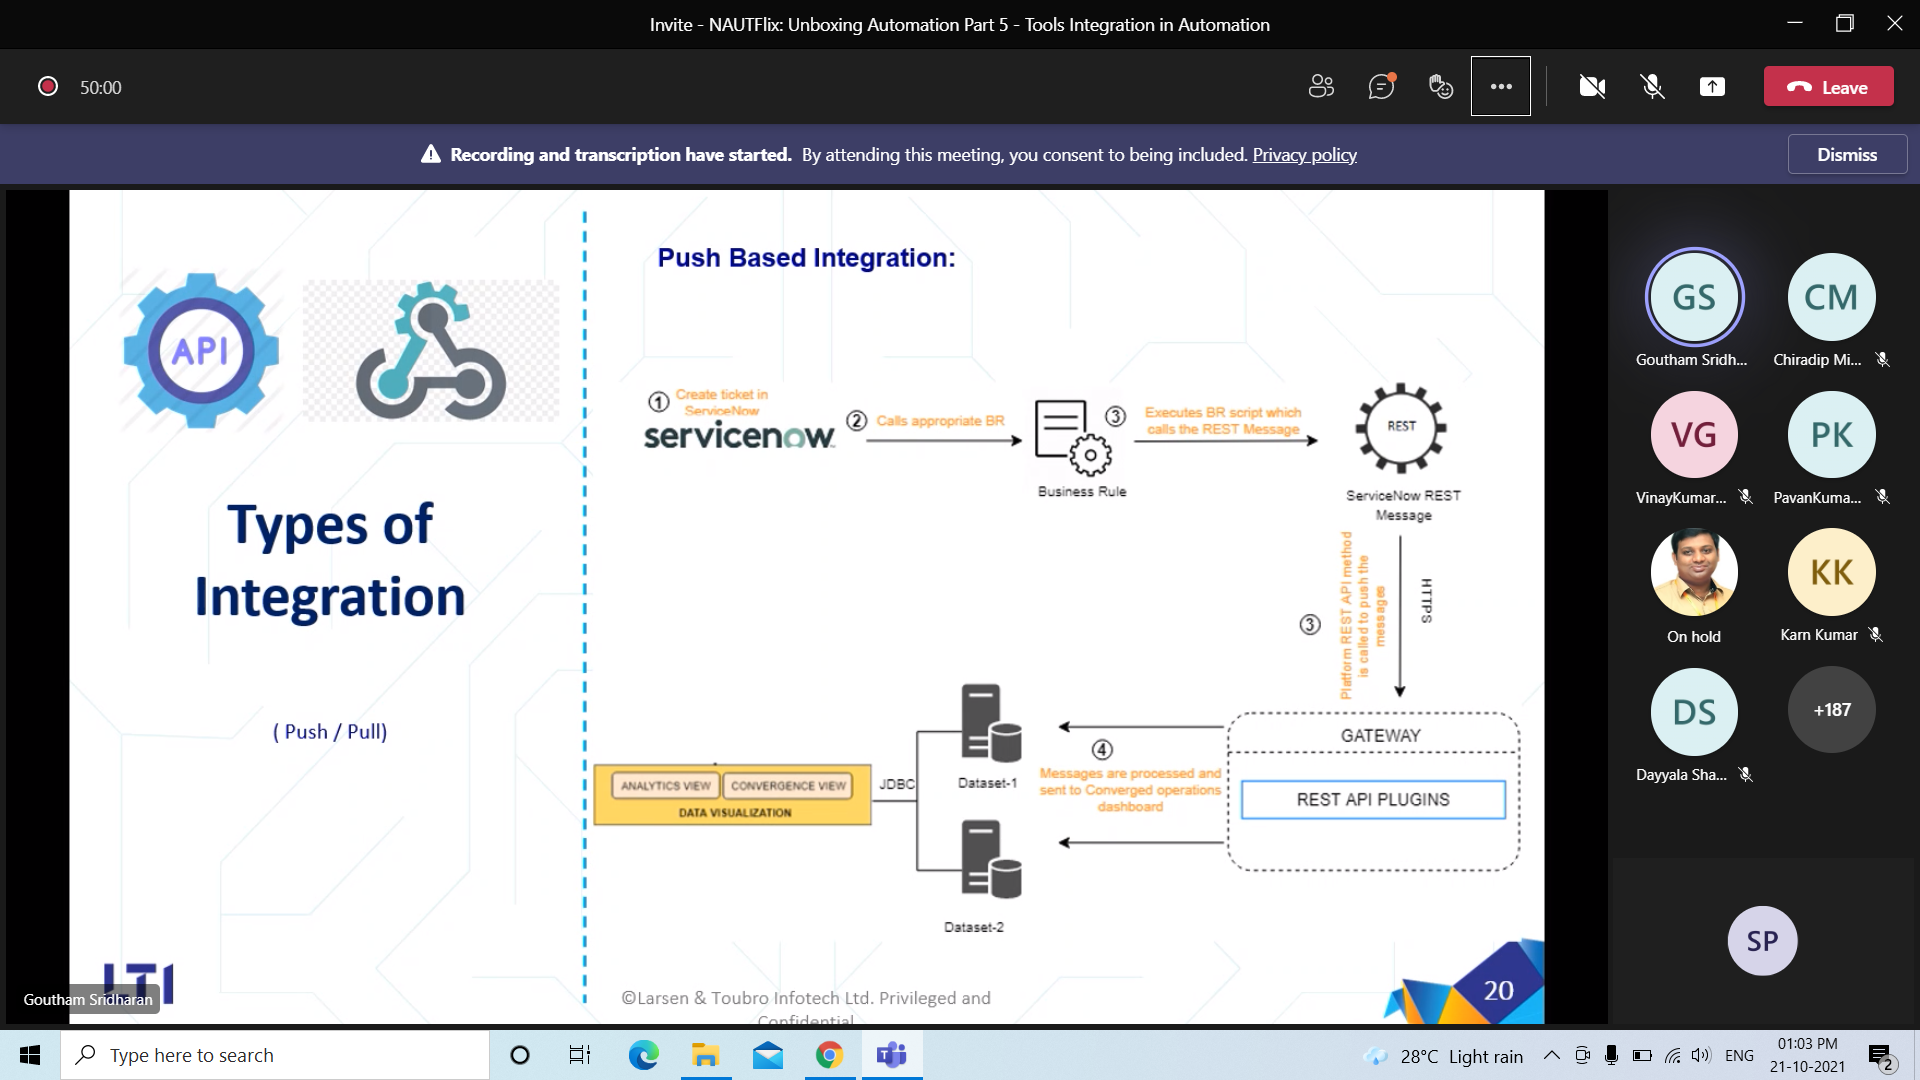 Invite - NAUTFlix: Unboxing Automation Part 5 - Tools Integration in Automation
50:00
Leave
Recording and transcription have started. By attending this meeting, you consent to being included. Privacy policy
Dismiss
API
Types of
Integration
( Push / Pull)
LTI
Goutham Sridharan
Push Based Integration:
1 Create ticket in
ServiceNow
servicenow
2 Calls appropriate BR
Business Rule
3 Executes BR script which
calls the REST Message
REST
ServiceNow REST
Message
3
Platform REST API method
is called to push the
messages
HTTPS
GATEWAY
REST API PLUGINS
4
Messages are processed and
sent to Converged operations
dashboard
Dataset-1
Dataset-2
JDBC
ANALYTICS VIEW
CONVERGENCE VIEW
DATA VISUALIZATION
©Larsen & Toubro Infotech Ltd. Privileged and
Confidential
20
GS
Goutham Sridh...
CM
Chiradip Mi...
VG
VinayKumar...
PK
PavanKuma...
On hold
KK
Karn Kumar
DS
Dayyala Sha...
+187
SP
Type here to search
28°C Light rain
ENG
01:03 PM
21-10-2021
2